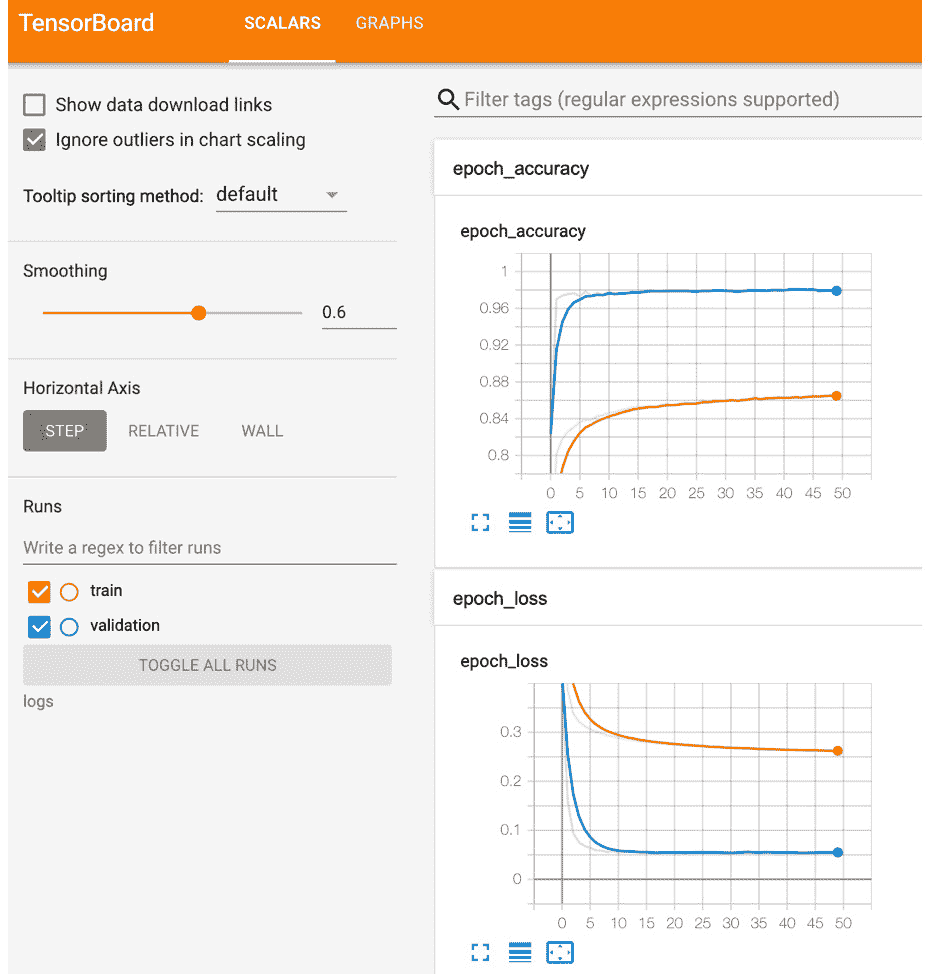 TensorBoard SCALARS GRAPHS
Show data download links
Ignore outliers in chart scaling
Tooltip sorting method: default
Smoothing
0.6
Horizontal Axis
STEP RELATIVE WALL
Runs
Write a regex to filter runs
train
validation
TOGGLE ALL RUNS
logs
Filter tags (regular expressions supported)
epoch_accuracy
epoch_accuracy
1
0.96
0.92
0.88
0.84
0.8
0 5 10 15 20 25 30 35 40 45 50
epoch_loss
epoch_loss
0.3
0.2
0.1
0
0 5 10 15 20 25 30 35 40 45 50